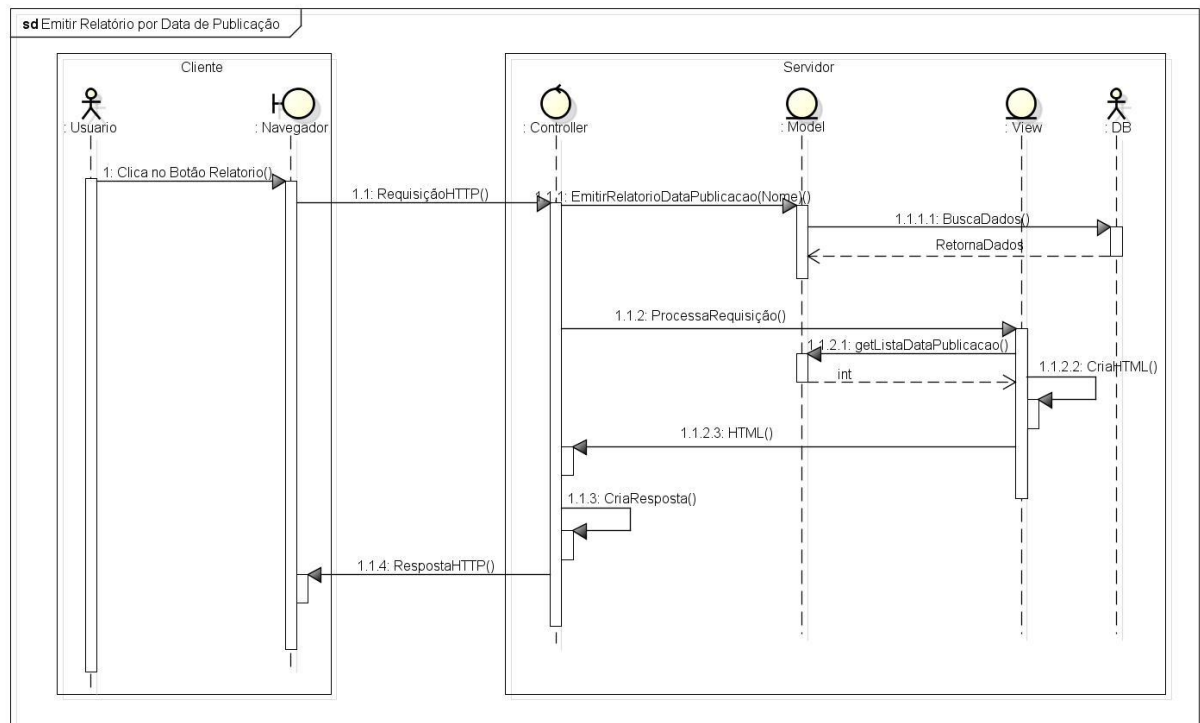 sd Emitir Relatório por Data de Publicação
Cliente
Servidor
: Usuario
: Navegador
: Controller
: Model
: View
: DB
1: Clica no Botão Relatorio()
1.1: RequisiçãoHTTP()
1.1.1: EmitirRelatorioDataPublicacao(Nome)()
1.1.1.1: BuscaDados()
RetornaDados
1.1.2: ProcessaRequisição()
1.1.2.1: getListaDataPublicacao()
int
1.1.2.2: CriaHTML()
1.1.2.3: HTML()
1.1.3: CriaResposta()
1.1.4: RespostaHTTP()